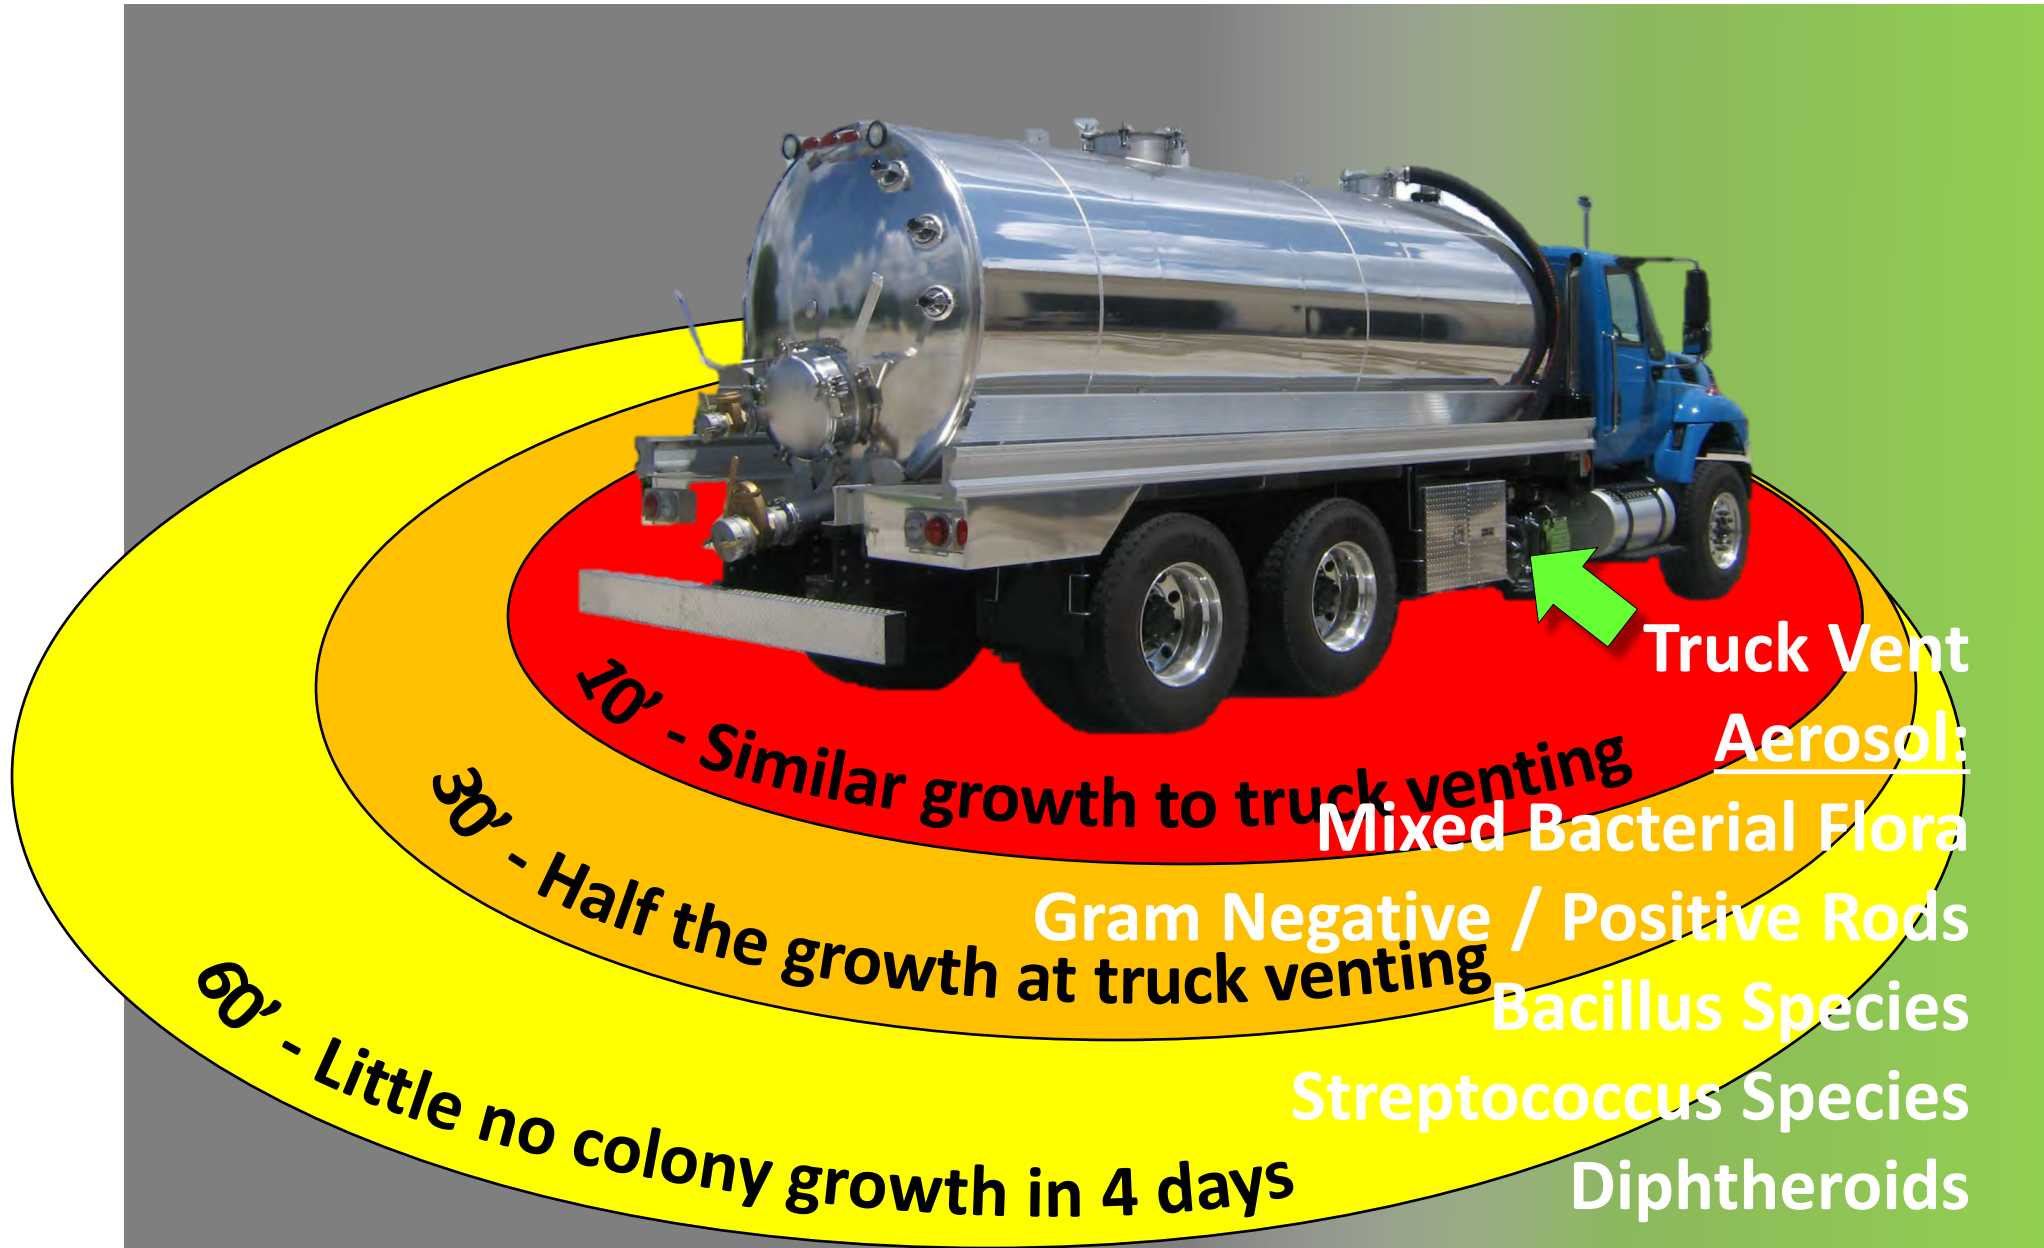 10’ - Similar growth to truck venting
30’ - Half the growth at truck venting
60’ - Little no colony growth in 4 days
Truck Vent
Aerosol:
Mixed Bacterial Flora
Gram Negative / Positive Rods
Bacillus Species
Streptococcus Species
Diphtheroids